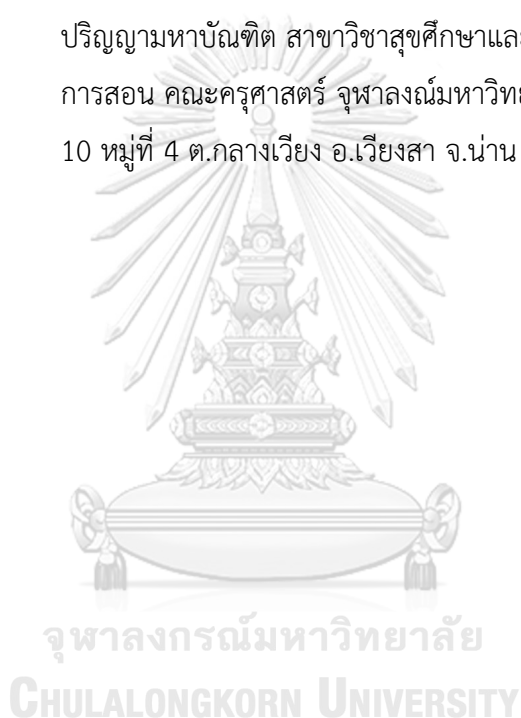 ปริญญามหาบัณฑิต สาขาวิชาสุขศึกษาและ
การสอน คณะครุศาสตร์ จุฬาลงณ์มหาวิทย
10 หมู่ที่ 4 ต.กลางเวียง อ.เวียงสา จ.น่าน
จุฬาลงกรณ์มหาวิทยาลัย
CHULALONGKORN UNIVERSITY